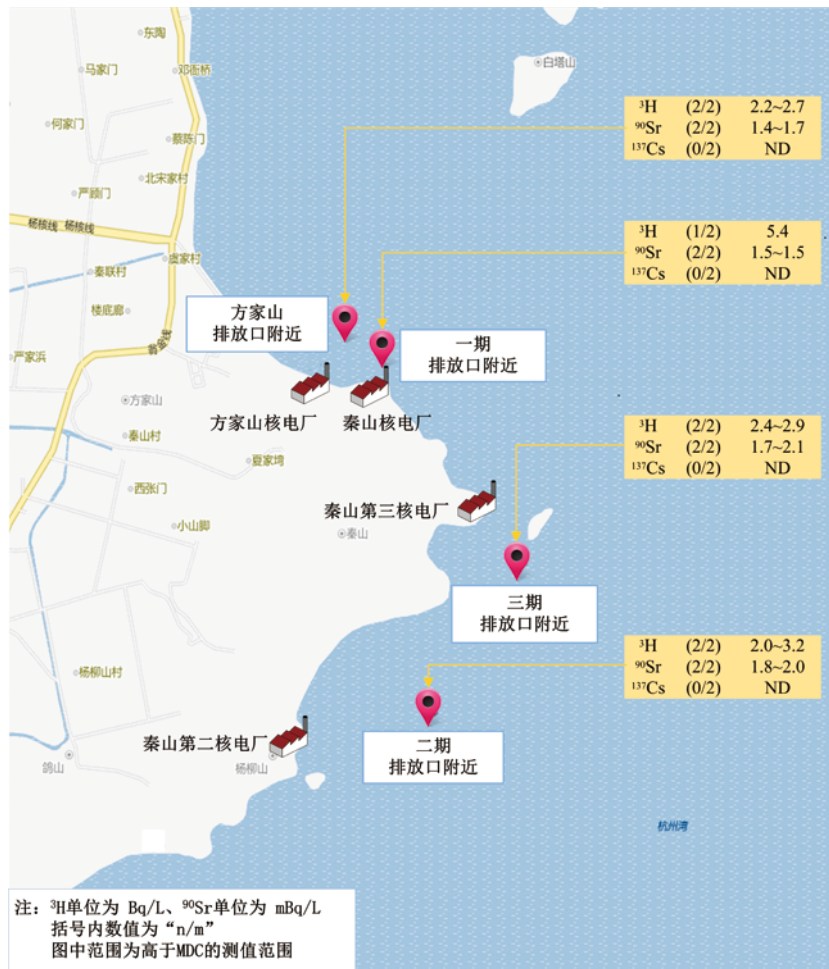 东陶
马家门
邓衙桥
白塔山
何家门
蔡陈门
³H (2/2) 2.2~2.7
⁹⁰Sr (2/2) 1.4~1.7
¹³⁷Cs (0/2) ND
北宋家村
严顾门
杨核线 杨核线
³H (1/2) 5.4
⁹⁰Sr (2/2) 1.5~1.5
¹³⁷Cs (0/2) ND
虞家村
秦联村
楼底廊
方家山
排放口附近
一期
排放口附近
严家浜
方家山
方家山核电厂
秦山核电厂
秦山村
夏家塆
³H (2/2) 2.4~2.9
⁹⁰Sr (2/2) 1.7~2.1
¹³⁷Cs (0/2) ND
西张门
小山脚
秦山第三核电厂
秦山
三期
排放口附近
³H (2/2) 2.0~3.2
⁹⁰Sr (2/2) 1.8~2.0
¹³⁷Cs (0/2) ND
杨柳山村
秦山第二核电厂
二期
排放口附近
鸽山
杨柳山
杭州湾
注：³H单位为 Bq/L、⁹⁰Sr单位为 mBq/L
括号内数值为“n/m”
图中范围为高于MDC的测值范围